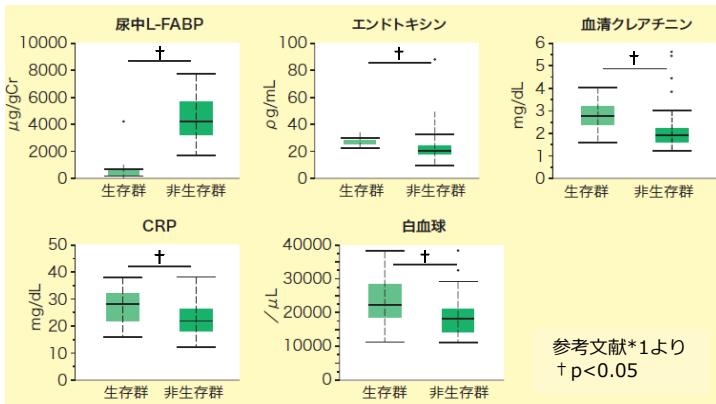 尿中L-FABP
μg/gCr
10000
8000
6000
4000
2000
0
†
生存群 非生存群
エンドトキシン
ρg/mL
100
80
60
40
20
0
†
生存群 非生存群
血清クレアチニン
mg/dL
6
5
4
3
2
1
0
†
生存群 非生存群
CRP
mg/dL
50
40
30
20
10
0
†
生存群 非生存群
白血球
／μL
40000
30000
20000
10000
0
†
生存群 非生存群
参考文献*1より
†p<0.05